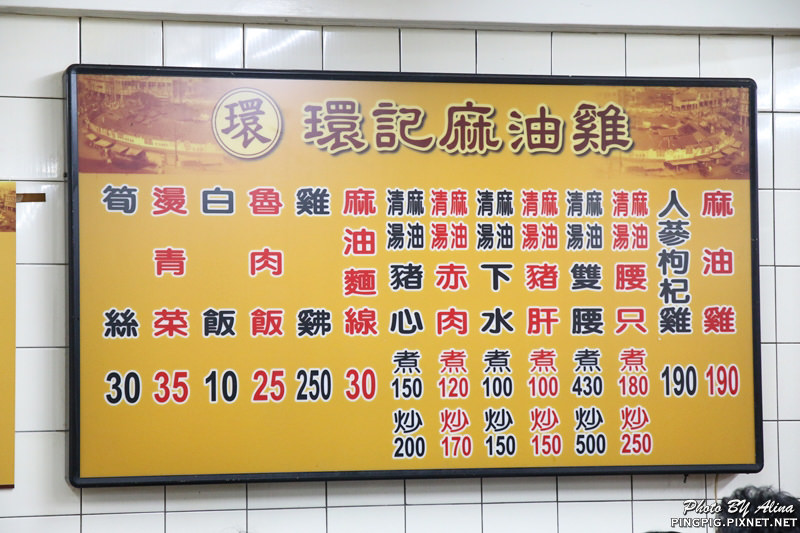 環
環記麻油雞
麻油雞
190
人蔘枸杞雞
190
麻油
清湯
腰只
煮
180
炒
250
麻油
清湯
雙腰
煮
430
炒
500
麻油
清湯
豬肝
煮
100
炒
150
麻油
清湯
下水
煮
100
炒
150
麻油
清湯
赤肉
煮
120
炒
170
麻油
清湯
豬心
煮
150
炒
200
麻油麵線
30
雞
250
魯肉飯
25
白飯
10
燙青菜
35
筍絲
30
Photo BY Alina
PINGPIG.PIXNET.NET